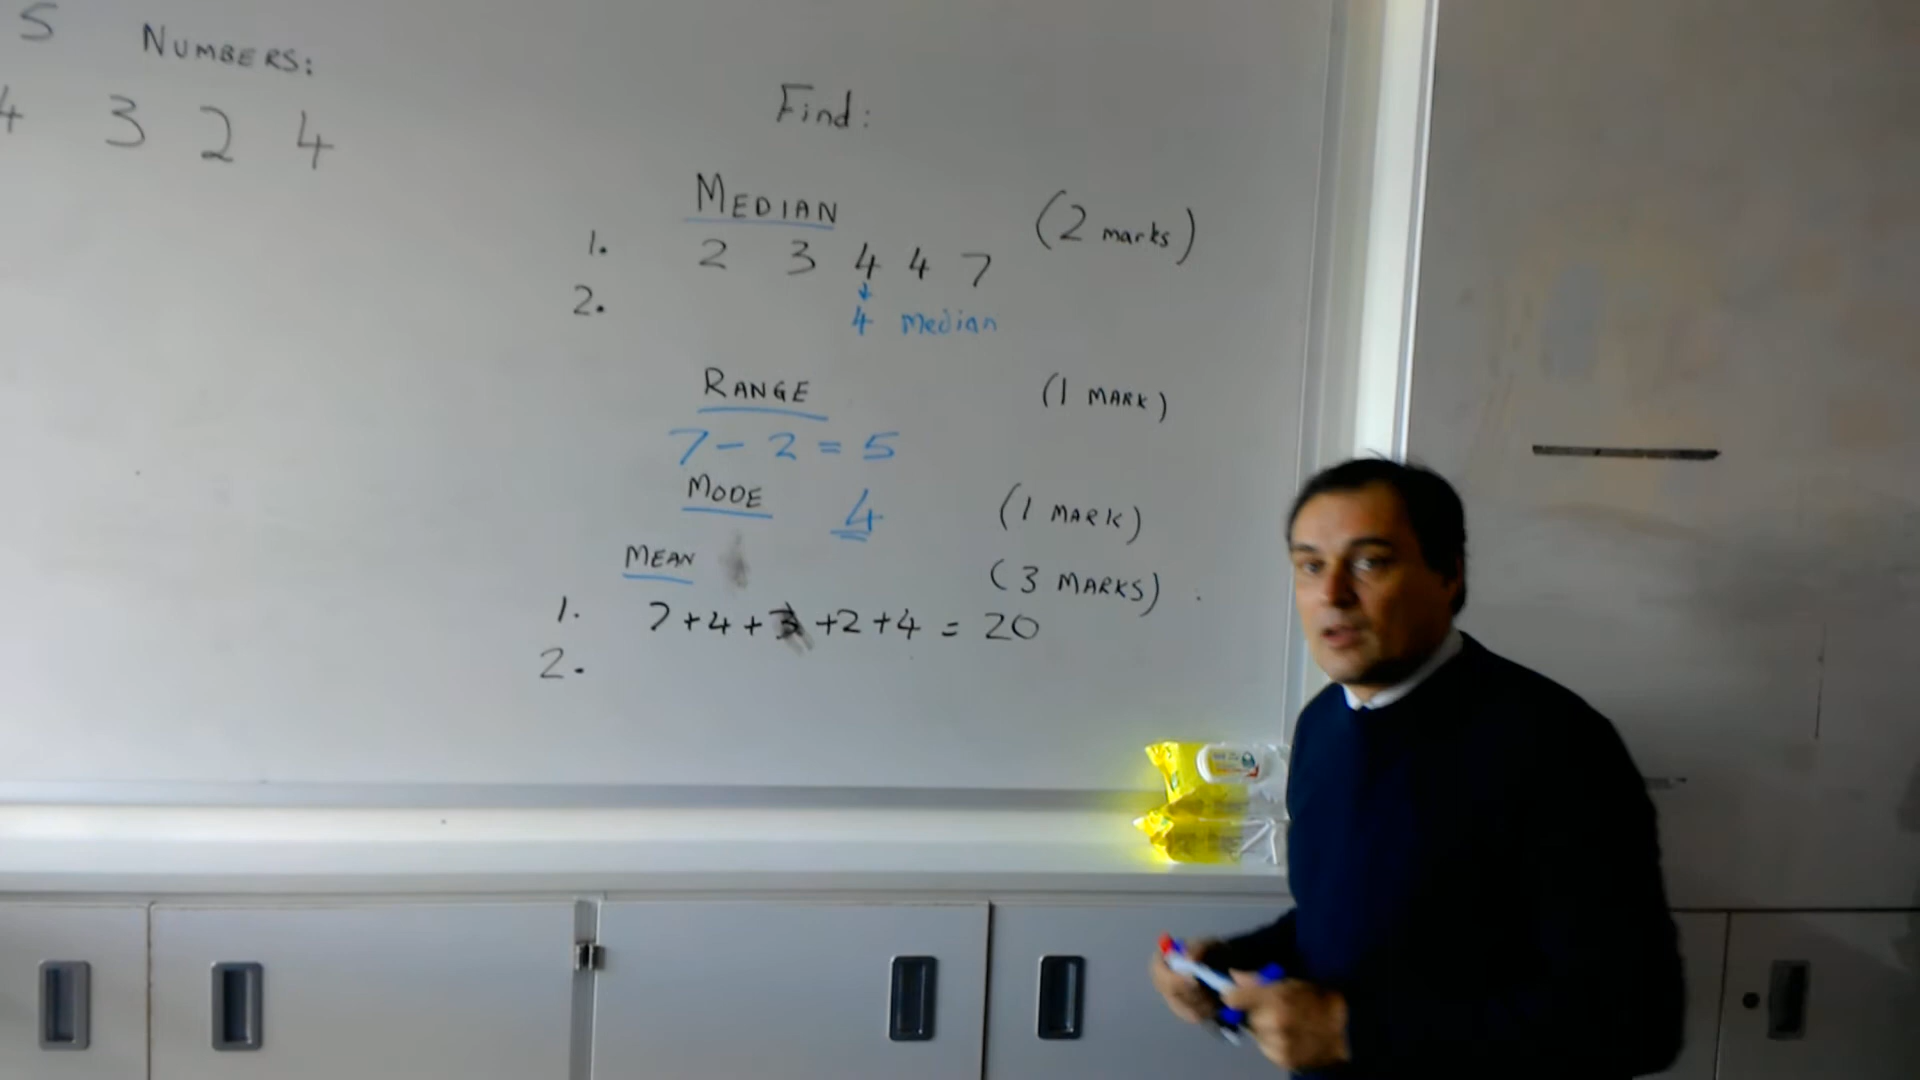 5 NUMBERS:
4 3 2 4
Find:
MEDIAN (2 marks)
1. 2 3 4 4 7
2. 4 Median
RANGE (1 MARK)
7 - 2 = 5
MODE 4 (1 MARK)
MEAN (3 MARKS)
1. 7+4+3+2+4 = 20
2.